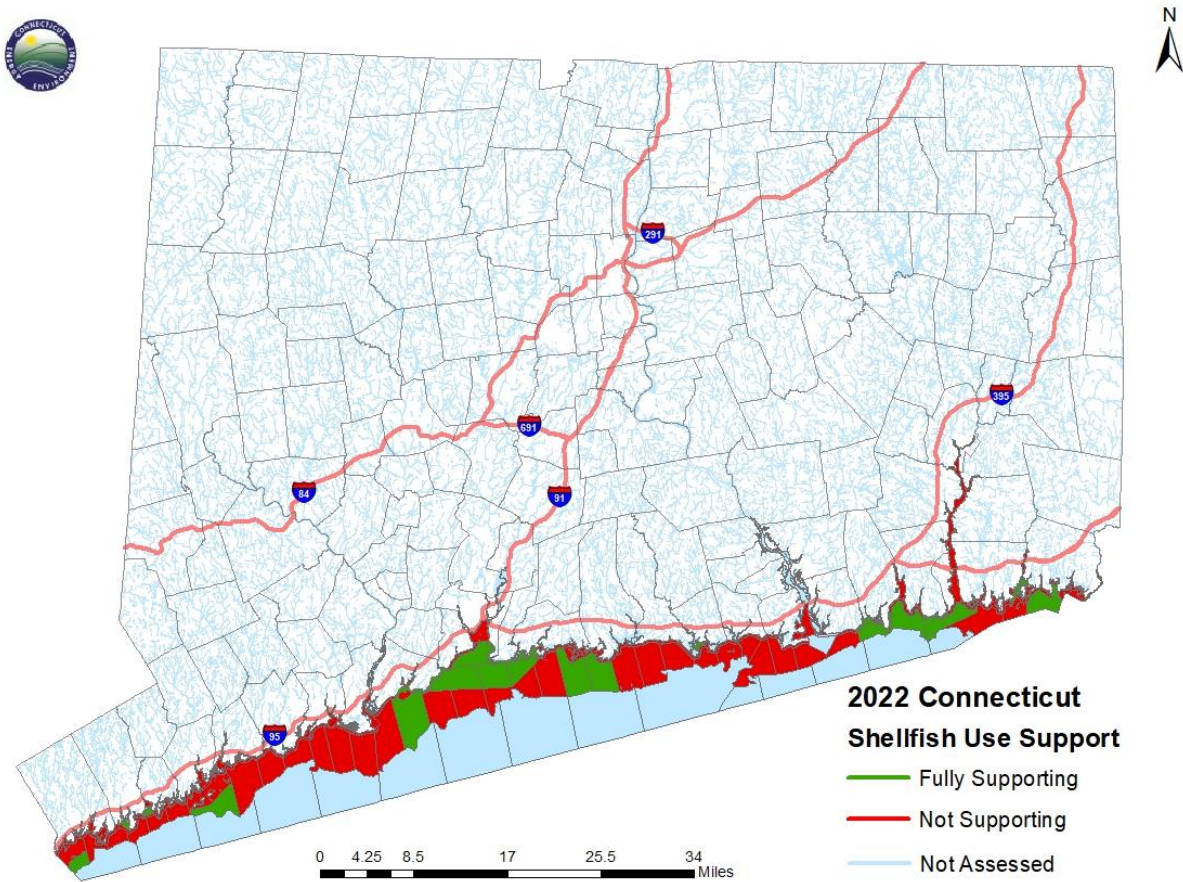 CONNECTICUT
N
291
395
691
84
91
95
2022 Connecticut
Shellfish Use Support
Fully Supporting
Not Supporting
Not Assessed
0 4.25 8.5 17 25.5 34
Miles